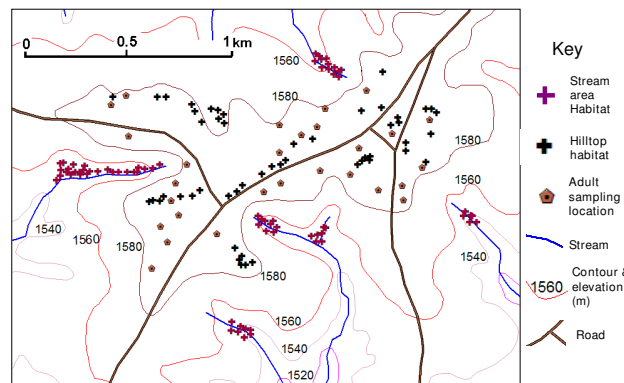 0 0.5 1 km
1560
1580
1580
1560
1540
1560
1580
1540
1580
1560
1540
1520
Key
Stream
area
Habitat
Hilltop
habitat
Adult
sampling
location
Stream
Contour &
elevation
(m)
1560
Road